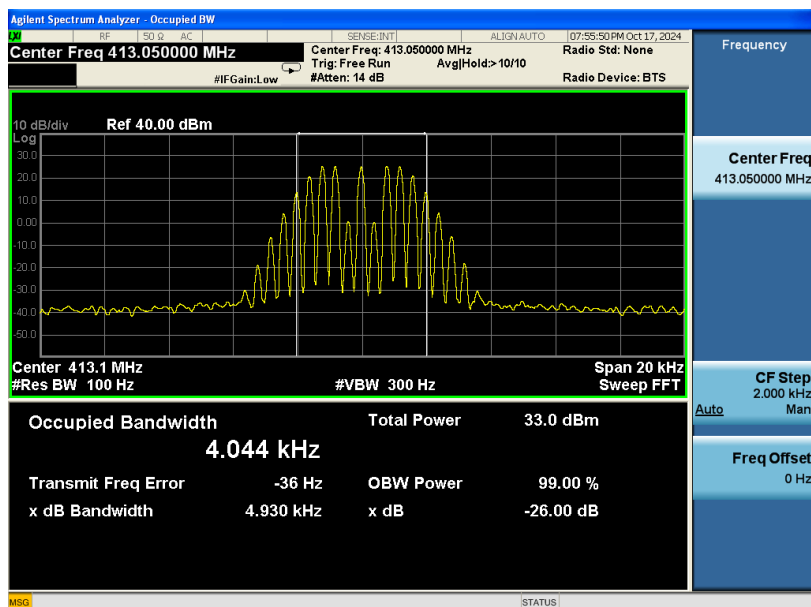 Agilent Spectrum Analyzer - Occupied BW
LXI RF 50 Ω AC SENSE:INT ALIGN AUTO 07:55:50 PM Oct 17, 2024
Center Freq 413.050000 MHz Center Freq: 413.050000 MHz Radio Std: None Frequency
Trig: Free Run Avg|Hold:> 10/10
#IFGain:Low #Atten: 14 dB Radio Device: BTS
10 dB/div Ref 40.00 dBm
Log
30.0
20.0
10.0
0.00
-10.0
-20.0
-30.0
-40.0
-50.0
Center 413.1 MHz Span 20 kHz
#Res BW 100 Hz #VBW 300 Hz Sweep FFT
Occupied Bandwidth Total Power 33.0 dBm
4.044 kHz
Transmit Freq Error -36 Hz OBW Power 99.00 %
x dB Bandwidth 4.930 kHz x dB -26.00 dB
Center Freq
413.050000 MHz
CF Step
2.000 kHz
Auto Man
Freq Offset
0 Hz
MSG STATUS